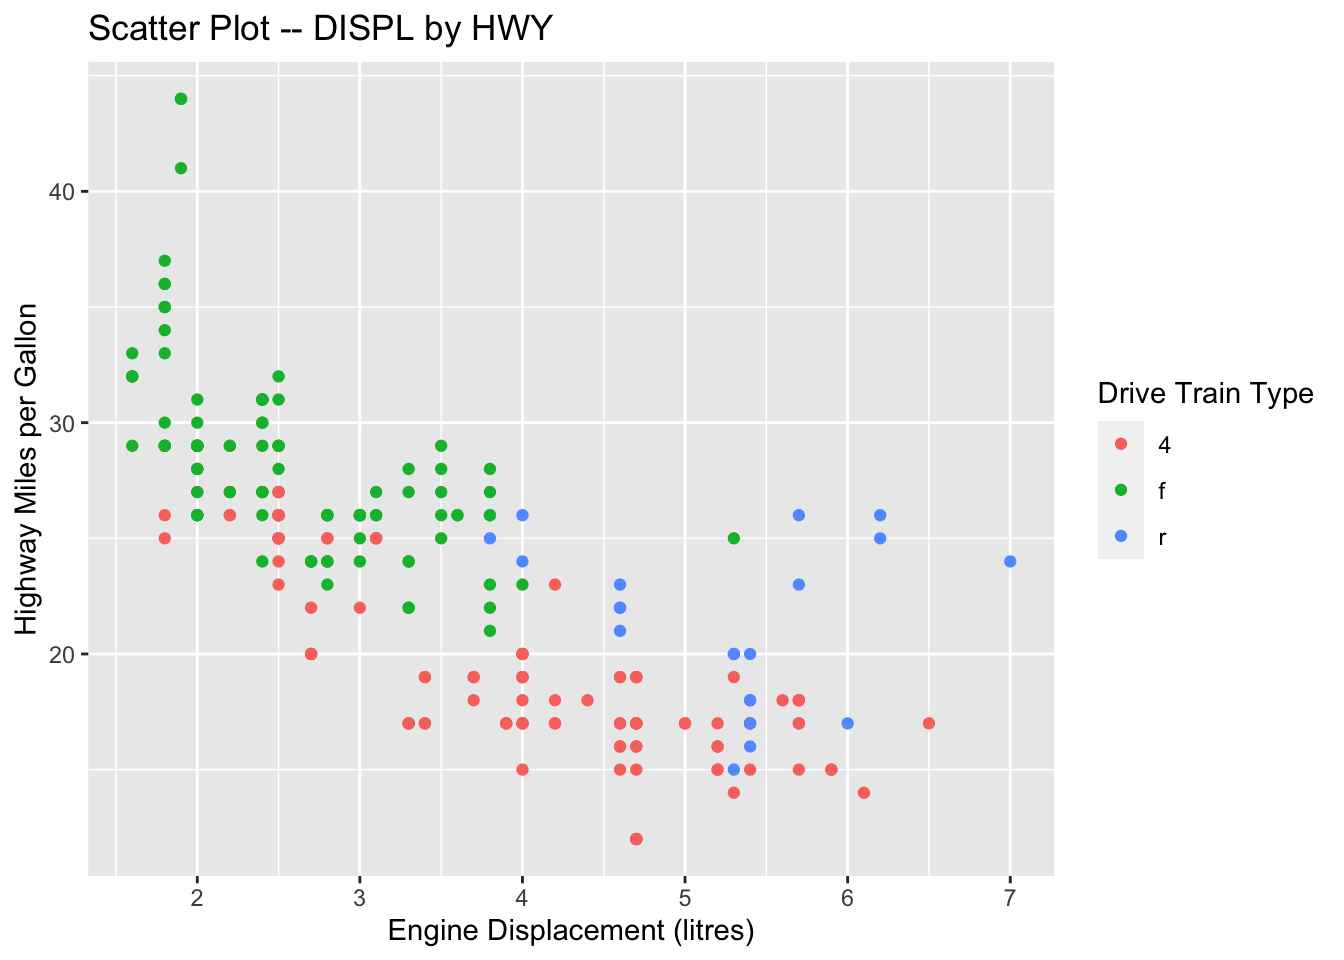 Scatter Plot -- DISPL by HWY
Highway Miles per Gallon
40
30
20
2
3
4
5
6
7
Engine Displacement (litres)
Drive Train Type
4
f
r